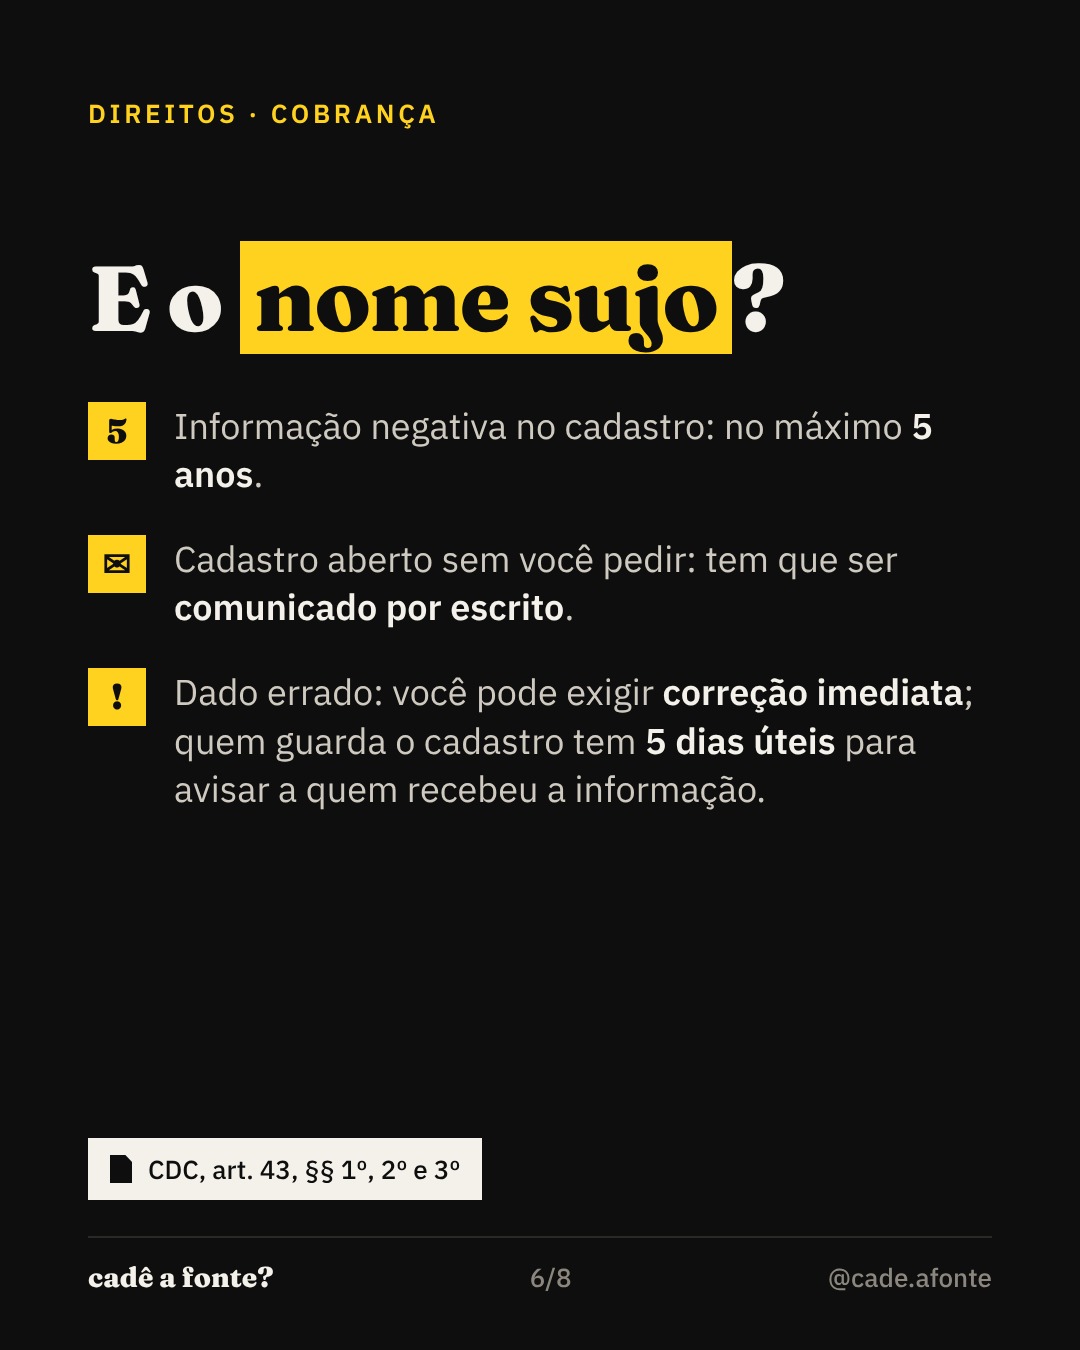 DIREITOS · COBRANÇA
E o nome sujo?
5 Informação negativa no cadastro: no máximo 5
anos.
✉ Cadastro aberto sem você pedir: tem que ser
comunicado por escrito.
! Dado errado: você pode exigir correção imediata;
quem guarda o cadastro tem 5 dias úteis para
avisar a quem recebeu a informação.
CDC, art. 43, §§ 1º, 2º e 3º
cadê a fonte? 6/8 @cade.afonte